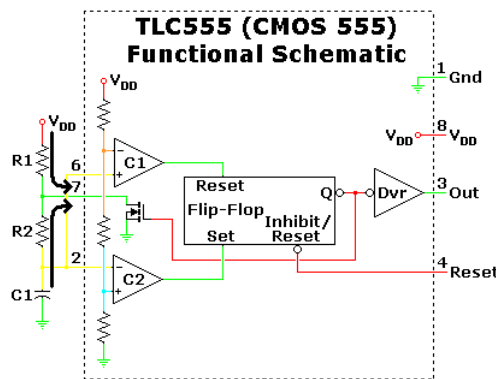 TLC555 (CMOS 555)
Functional Schematic
1
Gnd
VDD
VDD
8
VDD
VDD
R1
6
7
−
+
C1
Reset
Q
Flip-Flop
Inhibit/
Set
Reset
Dvr
3
Out
R2
2
−
+
C2
4
Reset
C1